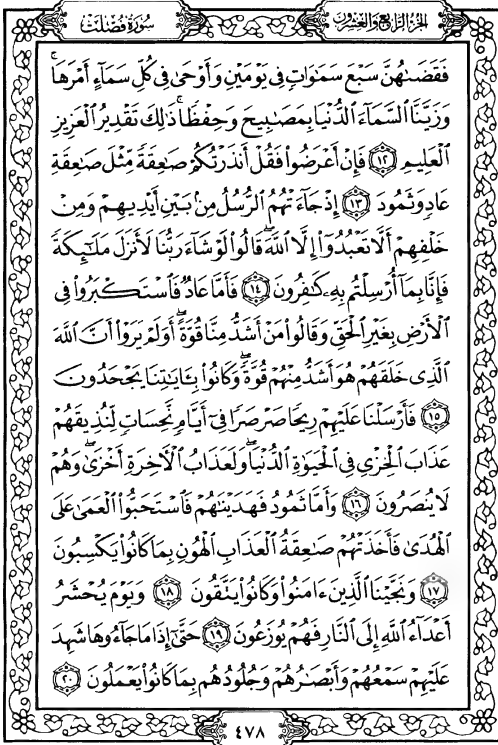 الجزء الرابع والعشرون
سورة فصلت
فَقَضَىٰهُنَّ سَبْعَ سَمَٰوَاتٍ فِى يَوْمَيْنِ وَأَوْحَىٰ فِى كُلِّ سَمَآءٍ أَمْرَهَا ۚ
وَزَيَّنَّا ٱلسَّمَآءَ ٱلدُّنْيَا بِمَصَٰبِيحَ وَحِفْظًا ۚ ذَٰلِكَ تَقْدِيرُ ٱلْعَزِيزِ
ٱلْعَلِيمِ ١٢ فَإِنْ أَعْرَضُوا۟ فَقُلْ أَنذَرْتُكُمْ صَٰعِقَةً مِّثْلَ صَٰعِقَةِ
عَادٍ وَثَمُودَ ١٣ إِذْ جَآءَتْهُمُ ٱلرُّسُلُ مِنۢ بَيْنِ أَيْدِيهِمْ وَمِنْ
خَلْفِهِمْ أَلَّا تَعْبُدُوٓا۟ إِلَّا ٱللَّهَ ۖ قَالُوا۟ لَوْ شَآءَ رَبُّنَا لَأَنزَلَ مَلَٰٓئِكَةً
فَإِنَّا بِمَآ أُرْسِلْتُم بِهِۦ كَٰفِرُونَ ١٤ فَأَمَّا عَادٌ فَٱسْتَكْبَرُوا۟ فِى
ٱلْأَرْضِ بِغَيْرِ ٱلْحَقِّ وَقَالُوا۟ مَنْ أَشَدُّ مِنَّا قُوَّةً ۖ أَوَلَمْ يَرَوْا۟ أَنَّ ٱللَّهَ
ٱلَّذِى خَلَقَهُمْ هُوَ أَشَدُّ مِنْهُمْ قُوَّةً ۖ وَكَانُوا۟ بِـَٔايَٰتِنَا يَجْحَدُونَ
١٥ فَأَرْسَلْنَا عَلَيْهِمْ رِيحًا صَرْصَرًا فِىٓ أَيَّامٍ نَّحِسَاتٍ لِّنُذِيقَهُمْ
عَذَابَ ٱلْخِزْىِ فِى ٱلْحَيَوٰةِ ٱلدُّنْيَا ۖ وَلَعَذَابُ ٱلْءَاخِرَةِ أَخْزَىٰ ۖ وَهُمْ
لَا يُنصَرُونَ ١٦ وَأَمَّا ثَمُودُ فَهَدَيْنَٰهُمْ فَٱسْتَحَبُّوا۟ ٱلْعَمَىٰ عَلَى
ٱلْهُدَىٰ فَأَخَذَتْهُمْ صَٰعِقَةُ ٱلْعَذَابِ ٱلْهُونِ بِمَا كَانُوا۟ يَكْسِبُونَ
١٧ وَنَجَّيْنَا ٱلَّذِينَ ءَامَنُوا۟ وَكَانُوا۟ يَتَّقُونَ ١٨ وَيَوْمَ يُحْشَرُ
أَعْدَآءُ ٱللَّهِ إِلَى ٱلنَّارِ فَهُمْ يُوزَعُونَ ١٩ حَتَّىٰٓ إِذَا مَا جَآءُوهَا شَهِدَ
عَلَيْهِمْ سَمْعُهُمْ وَأَبْصَٰرُهُمْ وَجُلُودُهُم بِمَا كَانُوا۟ يَعْمَلُونَ ٢٠
٤٧٨